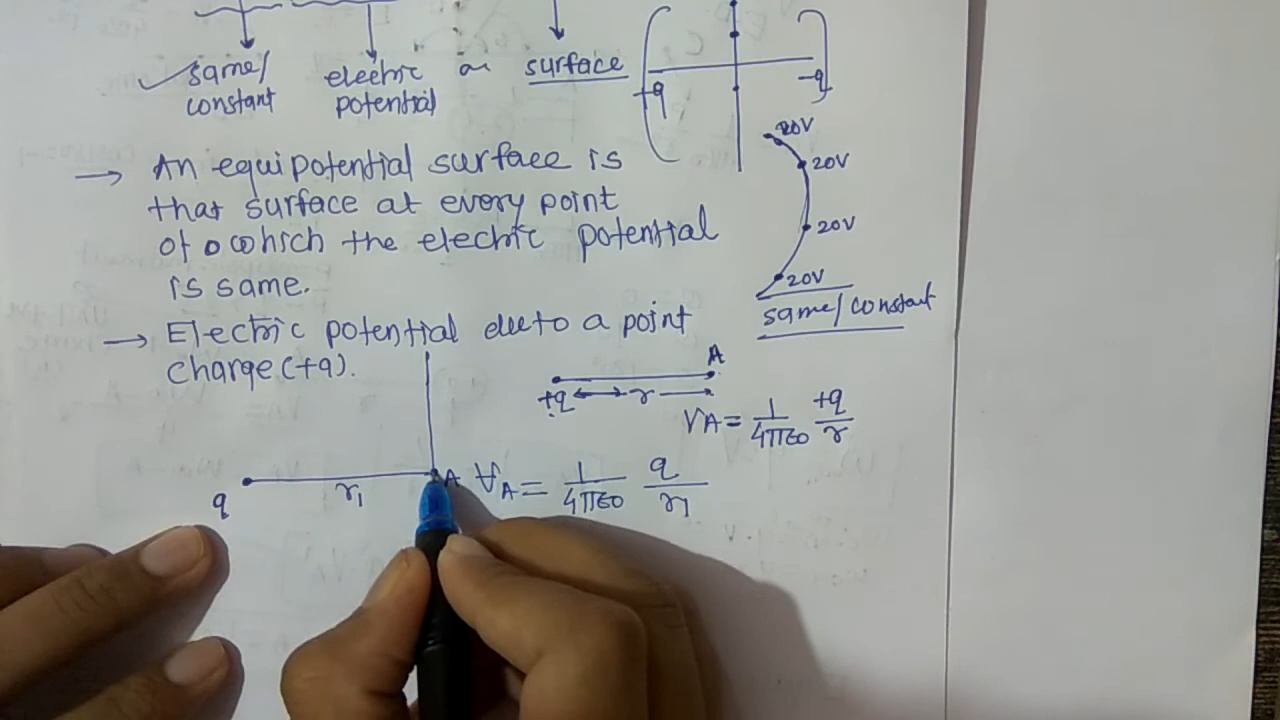 same/ electric on surface
constant potential
+q -q
→ An equipotential surface is
that surface at every point
of which the electric potential
is same.
20V
20V
20V
20V
same/constant
→ Electric potential due to a point
charge(+q).
A
+q r
VA = 1/4πε0 +q/r
q r1 A VA = 1/4πε0 q/r1